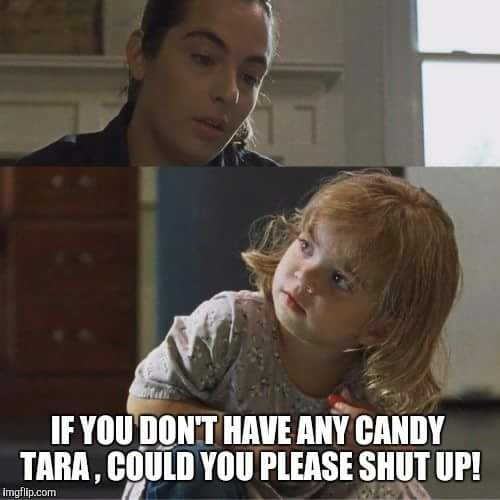 IF YOU DON'T HAVE ANY CANDY
TARA , COULD YOU PLEASE SHUT UP!
imgflip.com